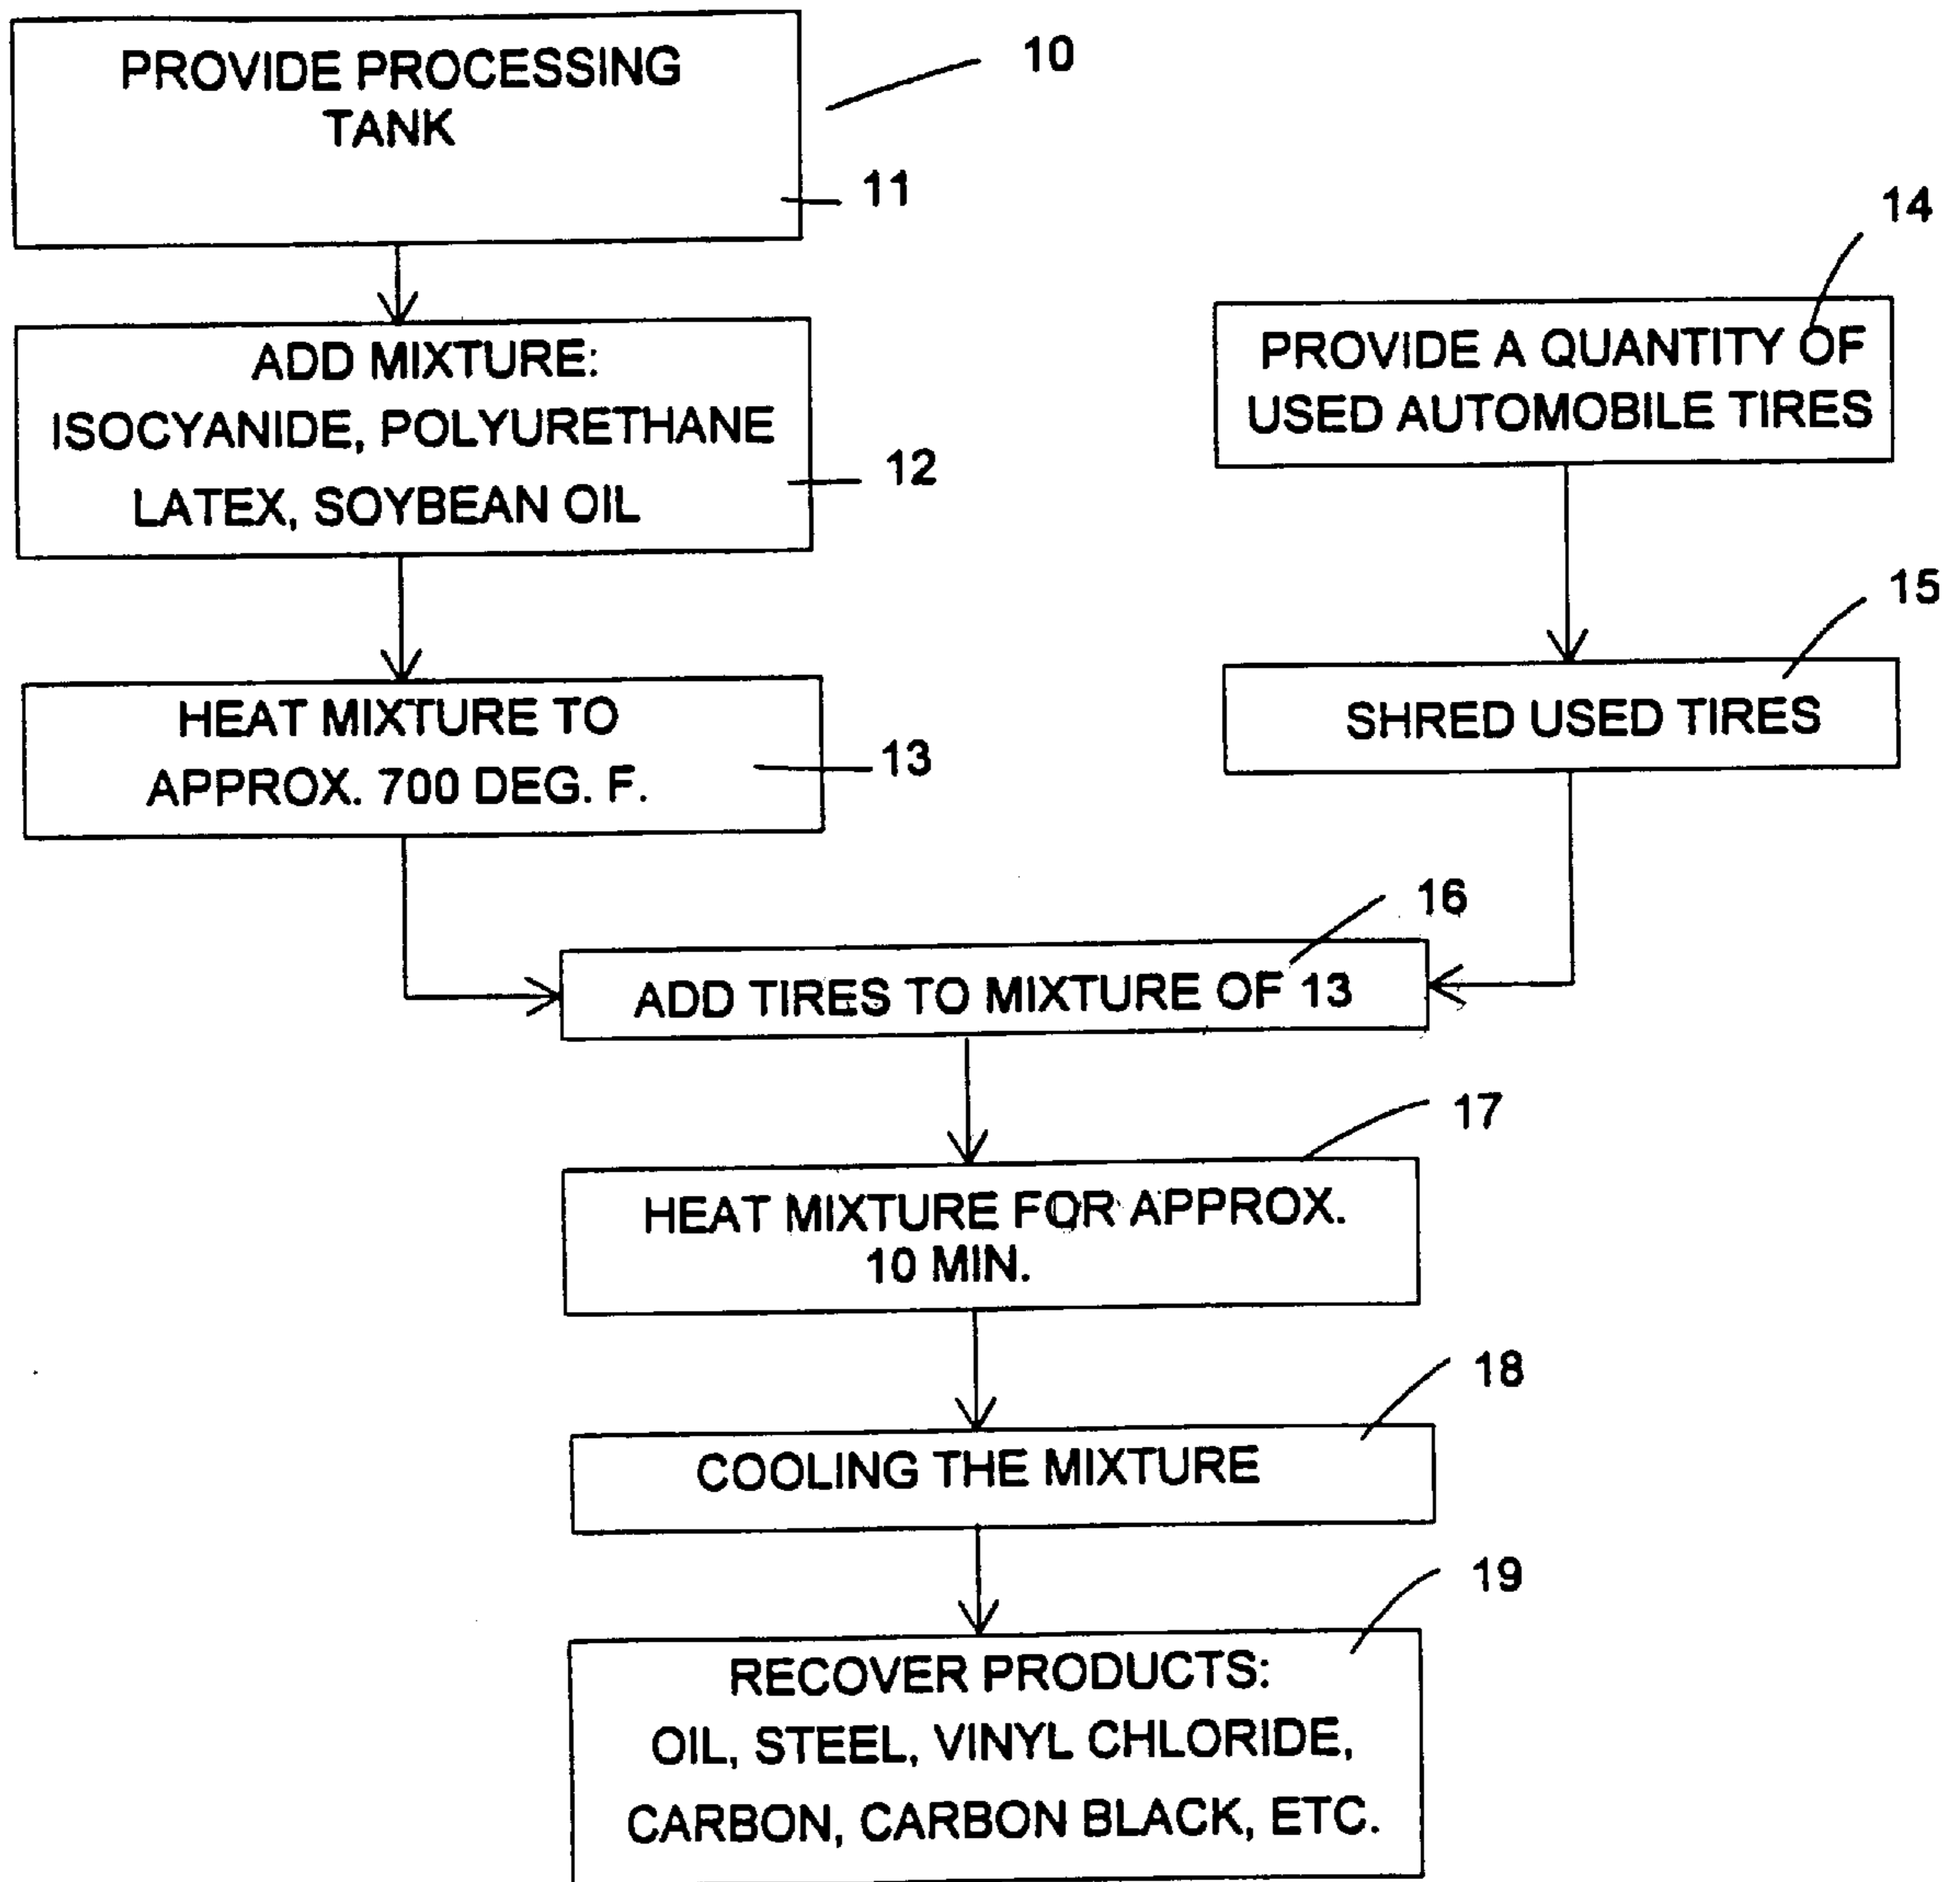 PROVIDE PROCESSING
TANK
10
11
ADD MIXTURE:
ISOCYANIDE, POLYURETHANE
LATEX, SOYBEAN OIL
12
HEAT MIXTURE TO
APPROX. 700 DEG. F.
13
14
PROVIDE A QUANTITY OF
USED AUTOMOBILE TIRES
15
SHRED USED TIRES
16
ADD TIRES TO MIXTURE OF 13
17
HEAT MIXTURE FOR APPROX.
10 MIN.
18
COOLING THE MIXTURE
19
RECOVER PRODUCTS:
OIL, STEEL, VINYL CHLORIDE,
CARBON, CARBON BLACK, ETC.